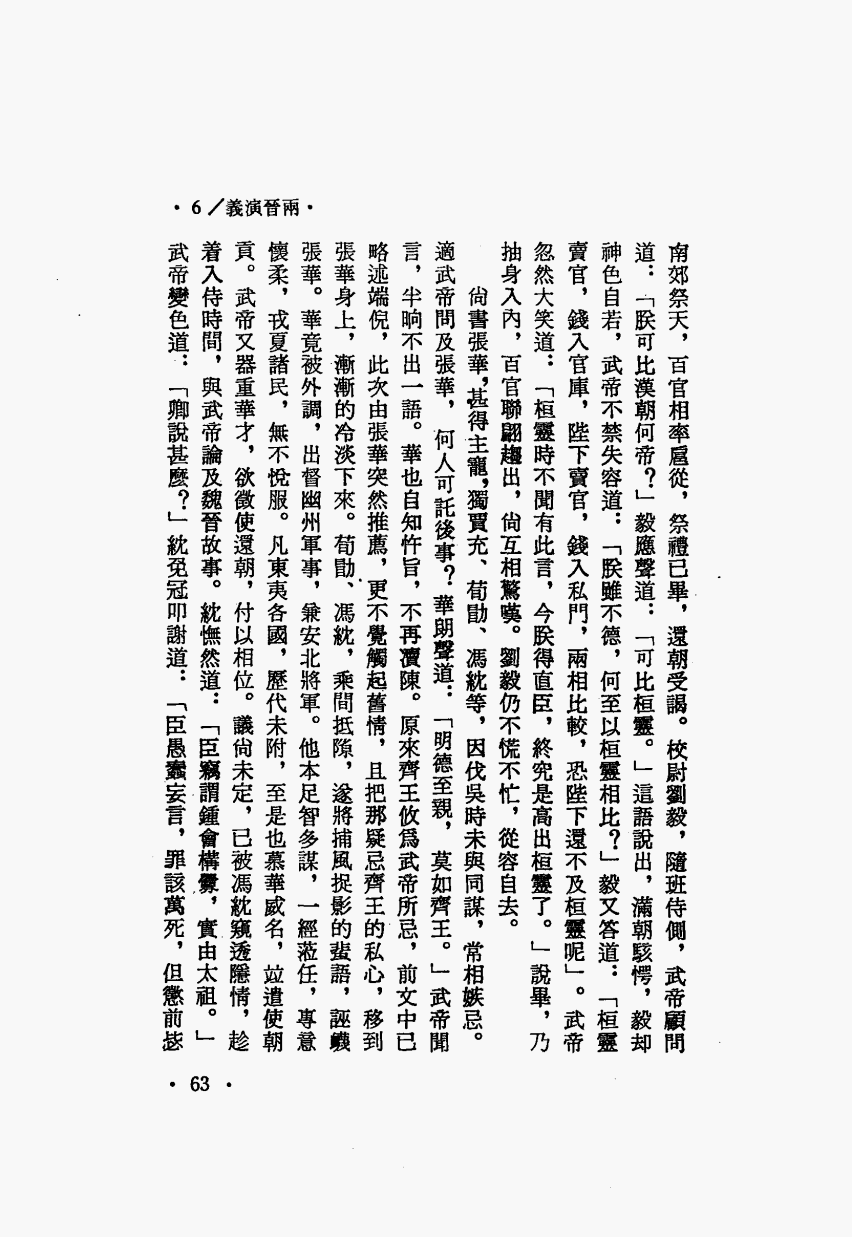 ・6／義演晉兩・
南郊祭天，百官相率扈從，祭禮已畢，還朝受謁。校尉劉毅，隨班侍側，武帝顧問
道：「朕可比漢朝何帝？」毅應聲道：「可比桓靈。」這語說出，滿朝駭愕，毅却
神色自若，武帝不禁失容道：「朕雖不德，何至以桓靈相比？」毅又答道：「桓靈
賣官，錢入官庫，陛下賣官，錢入私門，兩相比較，恐陛下還不及桓靈呢」。武帝
忽然大笑道：「桓靈時不聞有此言，今朕得直臣，終究是高出桓靈了。」說畢，乃
抽身入內，百官聯翩趨出，尙互相驚嘆。劉毅仍不慌不忙，從容自去。
尙書張華，甚得主寵，獨賈充、荀勖、馮紞等，因伐吳時未與同謀，常相嫉忌。
適武帝問及張華，何人可託後事？華朗聲道：「明德至親，莫如齊王。」武帝聞
言，半晌不出一語。華也自知忤旨，不再瀆陳。原來齊王攸爲武帝所忌，前文中已
略述端倪，此次由張華突然推薦，更不覺觸起舊情，且把那疑忌齊王的私心，移到
張華身上，漸漸的冷淡下來。荀勖、馮紞，乘間抵隙，遂將捕風捉影的蜚語，誣衊
張華。華竟被外調，出督幽州軍事，兼安北將軍。他本足智多謀，一經蒞任，專意
懷柔，戎夏諸民，無不悅服。凡東夷各國，歷代未附，至是也慕華威名，竝遣使朝
貢。武帝又器重華才，欲徵使還朝，付以相位。議尙未定，已被馮紞窺透隱情，趁
着入侍時間，與武帝論及魏晉故事。紞憮然道：「臣竊謂鍾會構釁，實由太祖。」
武帝變色道：「卿說甚麼？」紞免冠叩謝道：「臣愚蠢妄言，罪該萬死，但懲前毖
・63・